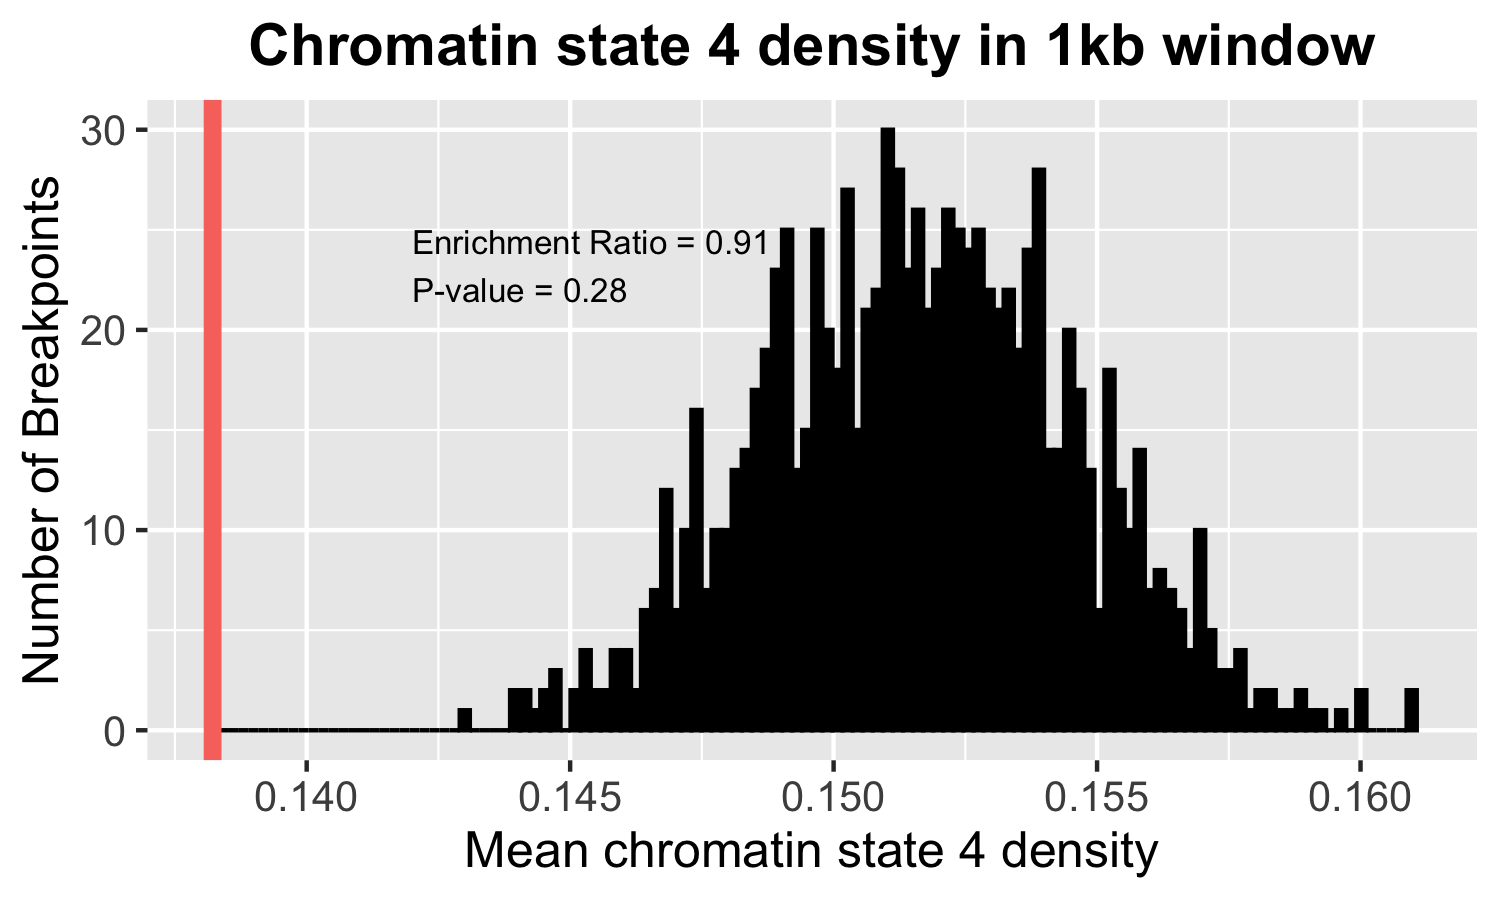 Chromatin state 4 density in 1kb window
Number of Breakpoints
30
20
10
0
Enrichment Ratio = 0.91
P-value = 0.28
0.140 0.145 0.150 0.155 0.160
Mean chromatin state 4 density